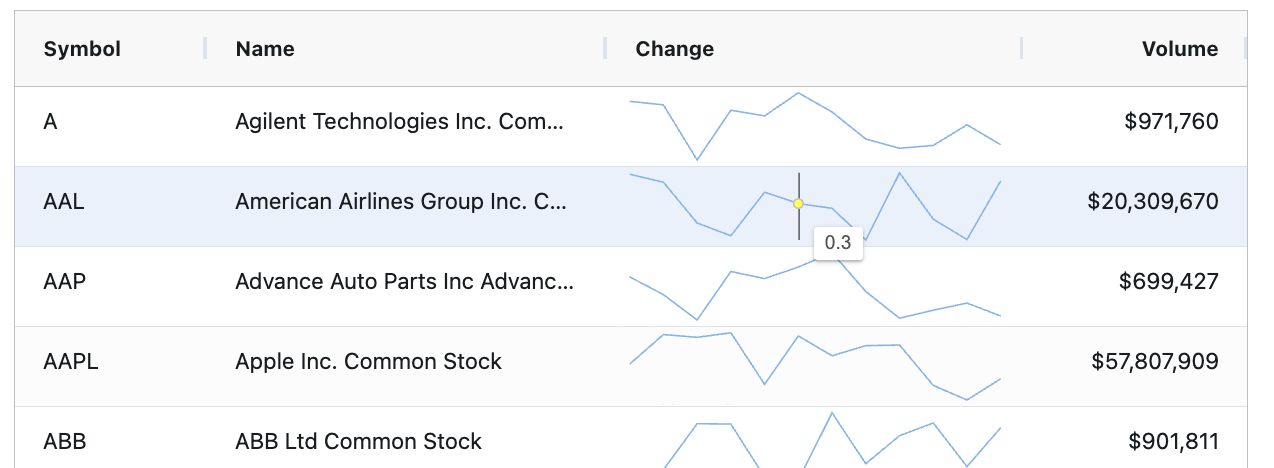 Symbol Name Change Volume
A Agilent Technologies Inc. Com... $971,760
AAL American Airlines Group Inc. C... $20,309,670
0.3
AAP Advance Auto Parts Inc Advanc... $699,427
AAPL Apple Inc. Common Stock $57,807,909
ABB ABB Ltd Common Stock $901,811